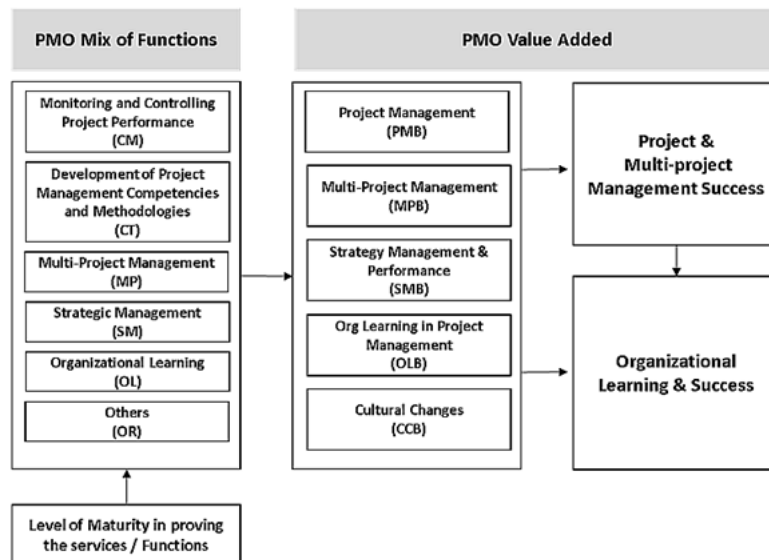 PMO Mix of Functions
Monitoring and Controlling
Project Performance
(CM)
Development of Project
Management Competencies
and Methodologies
(CT)
Multi-Project Management
(MP)
Strategic Management
(SM)
Organizational Learning
(OL)
Others
(OR)
Level of Maturity in proving
the services / Functions
PMO Value Added
Project Management
(PMB)
Multi-Project Management
(MPB)
Strategy Management &
Performance
(SMB)
Org Learning in Project
Management
(OLB)
Cultural Changes
(CCB)
Project &
Multi-project
Management Success
Organizational
Learning & Success